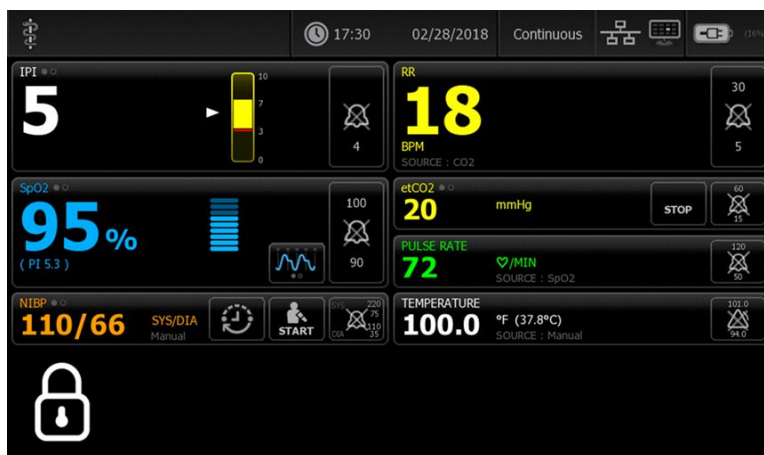 17:30 02/28/2018 Continuous (16%
IPI
5
10
7
3
0
4
RR
18
BPM
SOURCE : CO2
30
5
SpO2
95%
(PI 5.3 )
100
90
etCO2
20 mmHg
STOP
60
15
PULSE RATE
72 /MIN
SOURCE : SpO2
120
50
NIBP
110/66 SYS/DIA
Manual
START
SYS 220
75
110
DIA 35
TEMPERATURE
100.0 °F (37.8°C)
SOURCE : Manual
101.0
94.0